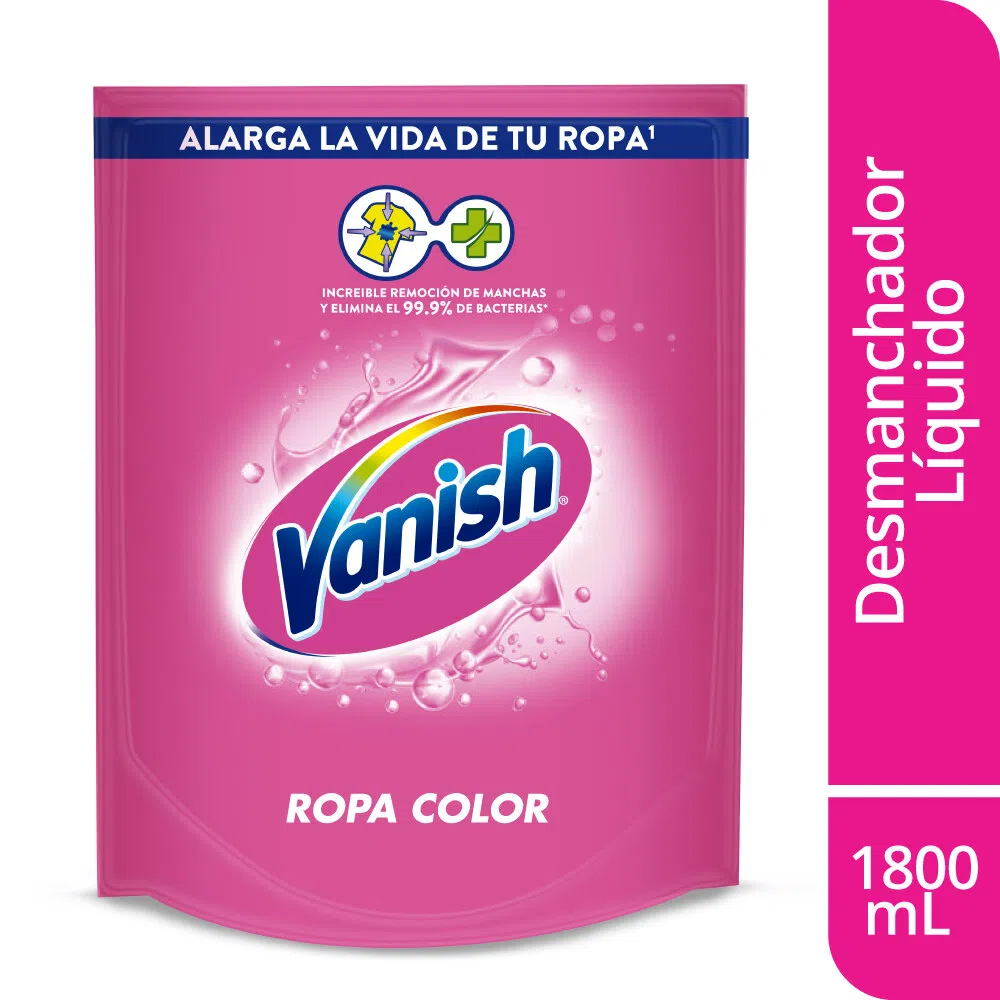 ALARGA LA VIDA DE TU ROPA¹
INCREIBLE REMOCIÓN DE MANCHAS
Y ELIMINA EL 99.9% DE BACTERIAS*
Vanish®
ROPA COLOR
Desmanchador
Líquido
1800
mL